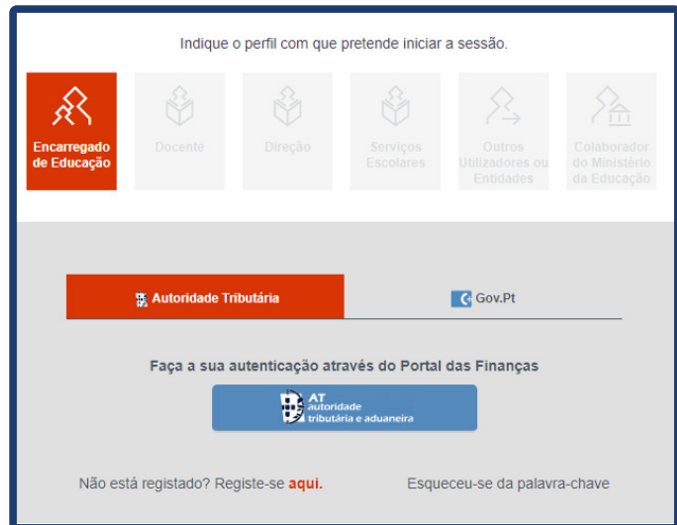 Indique o perfil com que pretende iniciar a sessão.
Encarregado
de Educação
Docente
Direção
Serviços
Escolares
Outros
Utilizadores ou
Entidades
Colaborador
do Ministério
da Educação
Autoridade Tributária
Gov.Pt
Faça a sua autenticação através do Portal das Finanças
AT
autoridade
tributária e aduaneira
Não está registado? Registe-se aqui.
Esqueceu-se da palavra-chave